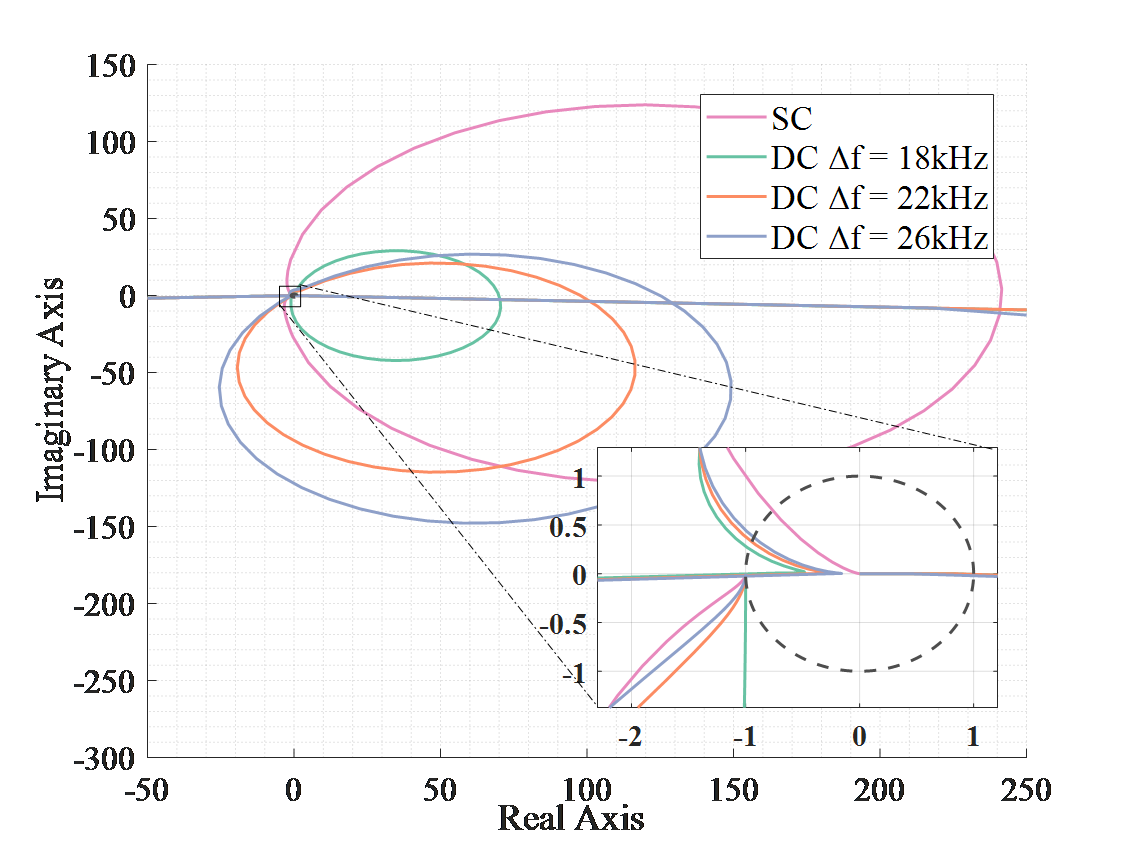 150
100
50
0
-50
-100
-150
-200
-250
-300
Imaginary Axis
SC
DC Δf = 18kHz
DC Δf = 22kHz
DC Δf = 26kHz
1
0.5
0
-0.5
-1
-2 -1 0 1
-50 0 50 100 150 200 250
Real Axis